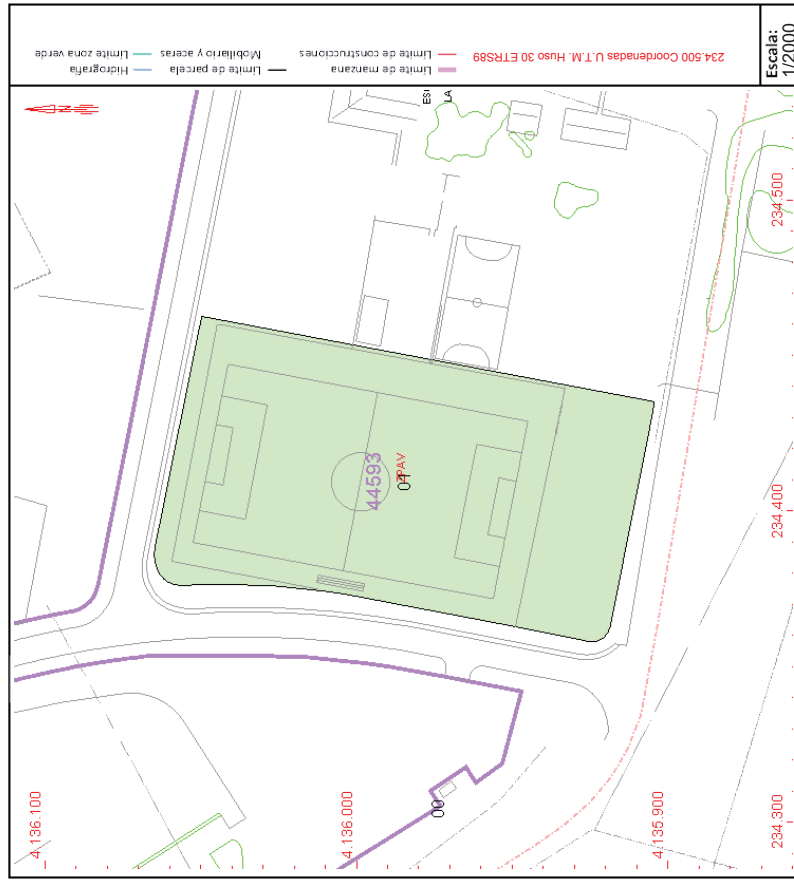 234.500 Coordenadas U.T.M. Huso 30 ETRS89
Límite de manzana
Límite de parcela
Límite de construcciones
Mobiliario y aceras
Límite zona verde
Hidrografía
Escala:
1/2000
LA
4.136.100
4.136.000
4.135.900
234.500
234.400
234.300
44593
01
00